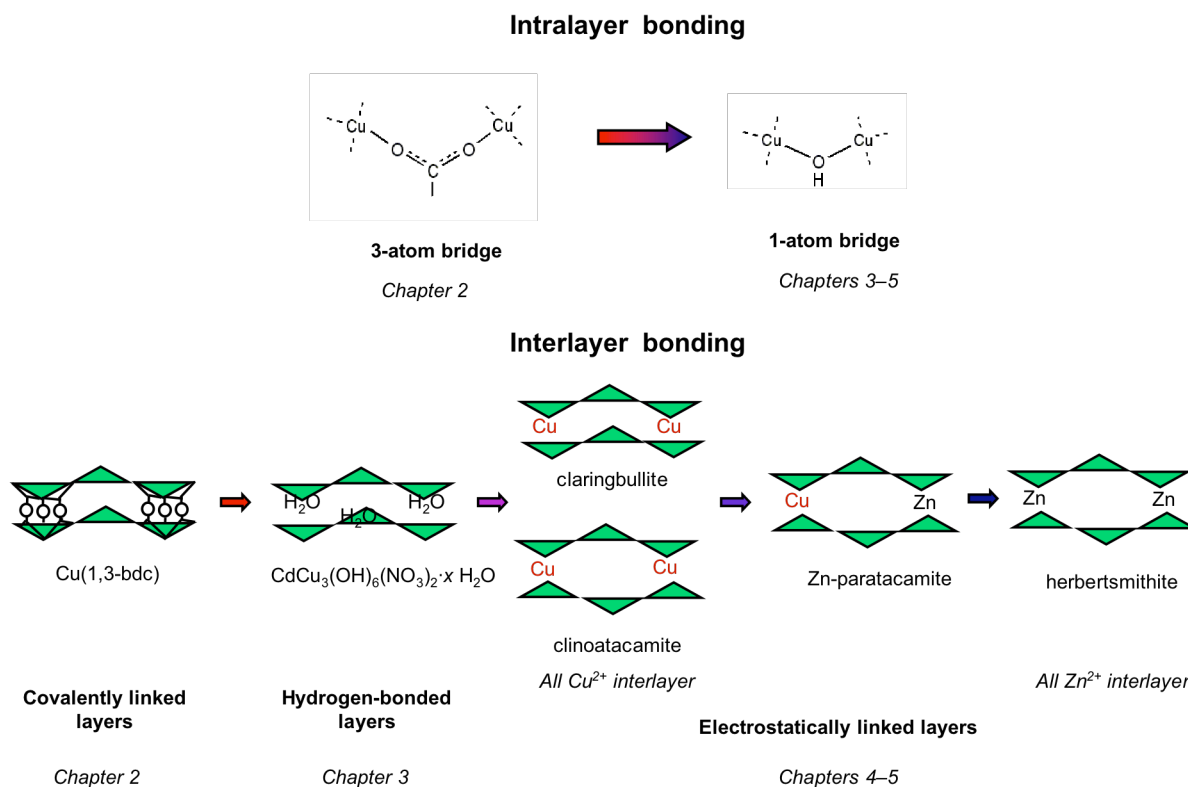 Intralayer bonding
Cu
Cu
O
O
C
Cu
Cu
O
H
3-atom bridge
1-atom bridge
Chapter 2
Chapters 3–5
Interlayer bonding
Cu
Cu
claringbullite
H₂O
H₂O
H₂O
Cu
Zn
Zn
Zn
Cu
Cu
Cu(1,3-bdc)
CdCu₃(OH)₆(NO₃)₂·x H₂O
Zn-paratacamite
herbertsmithite
clinoatacamite
All Cu²⁺ interlayer
All Zn²⁺ interlayer
Covalently linked
layers
Hydrogen-bonded
layers
Electrostatically linked layers
Chapter 2
Chapter 3
Chapters 4–5